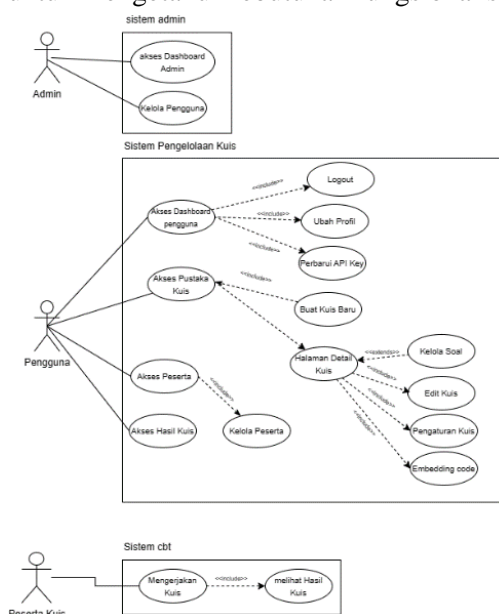 sistem admin
akses Dashboard
Admin
Admin
Kelola Pengguna
Sistem Pengelolaan Kuis
Logout
<<include>>
Akses Dashboard
pengguna
<<include>>
Ubah Profil
<<include>>
Perbarui API Key
Akses Pustaka
Kuis
<<include>>
Buat Kuis Baru
Pengguna
Halaman Detail
Kuis
<<extends>>
Kelola Soal
<<include>>
Edit Kuis
Akses Peserta
<<include>>
<<include>>
Pengaturan Kuis
<<include>>
Akses Hasil Kuis
Kelola Peserta
Embedding code
Sistem cbt
Mengerjakan
Kuis
<<include>>
melihat Hasil
Kuis
Peserta Kuis